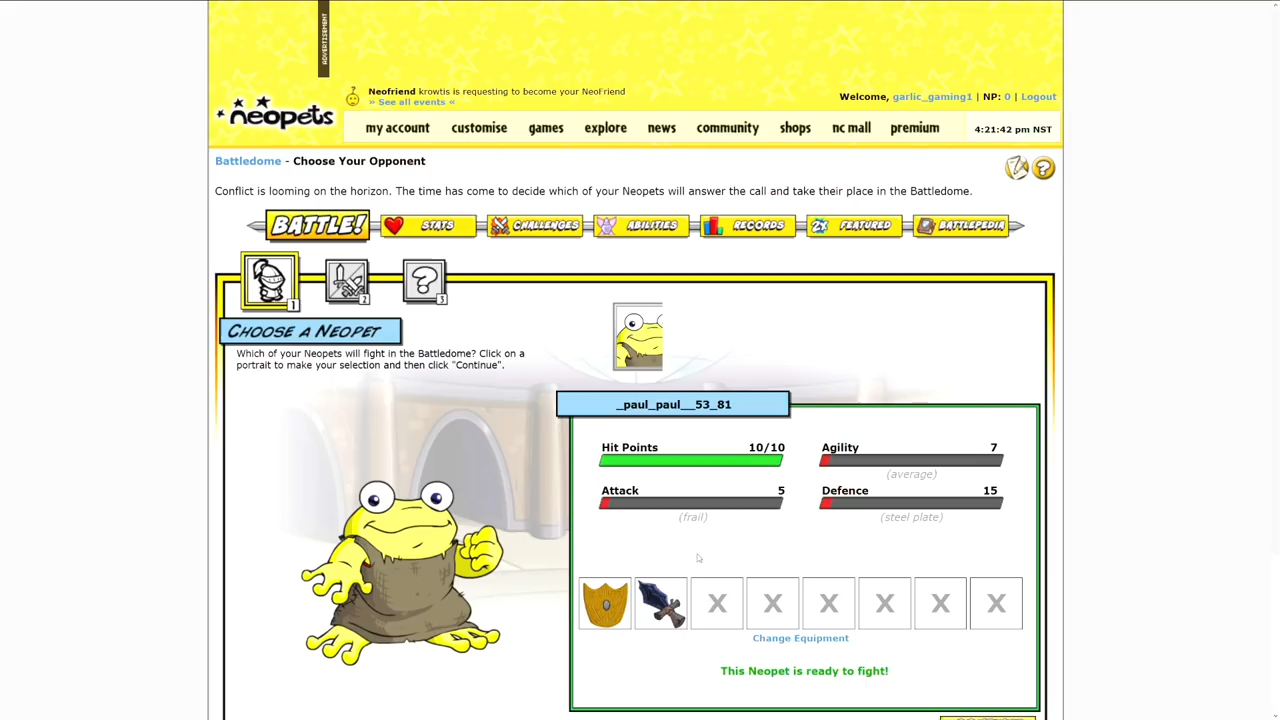 ADVERTISEMENT
Neofriend krowtis is requesting to become your NeoFriend
» See all events «
Welcome, garlic_gaming1 | NP: 0 | Logout
neopets
my account customise games explore news community shops nc mall premium 4:21:42 pm NST
Battledome - Choose Your Opponent
Conflict is looming on the horizon. The time has come to decide which of your Neopets will answer the call and take their place in the Battledome.
BATTLE! STATS CHALLENGES ABILITIES RECORDS FEATURED BATTLEPEDIA
1 2 ? 3
CHOOSE A NEOPET
Which of your Neopets will fight in the Battledome? Click on a
portrait to make your selection and then click "Continue".
_paul_paul__53_81
Hit Points 10/10 Agility 7
(average)
Attack 5 Defence 15
(frail) (steel plate)
X X X X X X
Change Equipment
This Neopet is ready to fight!